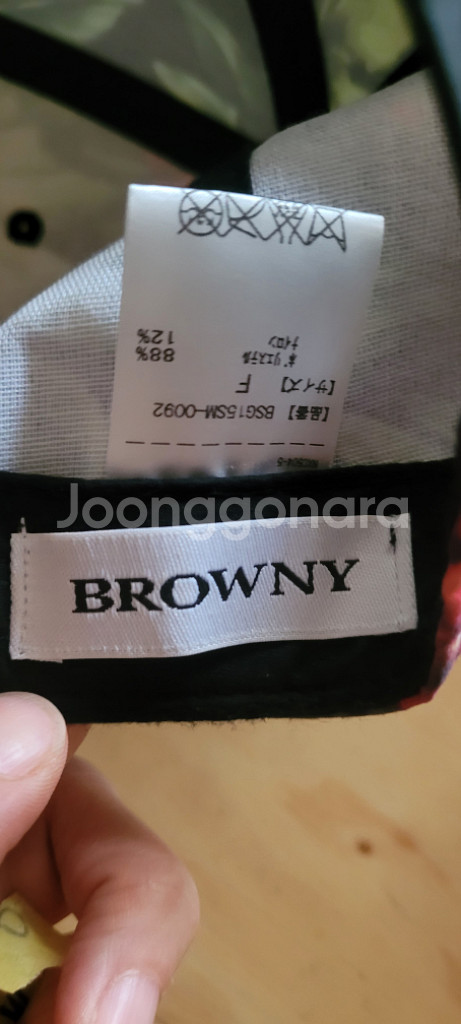 【品番】 BSG15SM-0092
【サイズ】 F
ポリエステル 88%
ナイロン 12%
Joonggonara
BROWNY